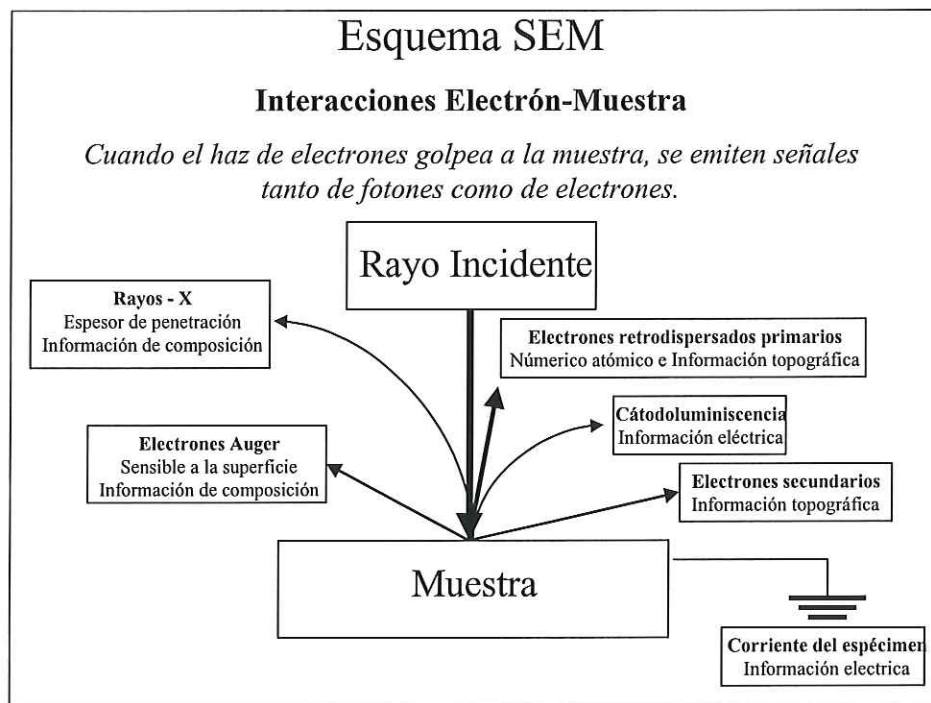 Esquema SEM
Interacciones Electrón-Muestra
Cuando el haz de electrones golpea a la muestra, se emiten señales
tanto de fotones como de electrones.
Rayo Incidente
Rayos - X
Espesor de penetración
Información de composición
Electrones retrodispersados primarios
Númerico atómico e Información topográfica
Cátodoluminiscencia
Información eléctrica
Electrones Auger
Sensible a la superficie
Información de composición
Electrones secundarios
Información topográfica
Muestra
Corriente del espécimen
Información electrica